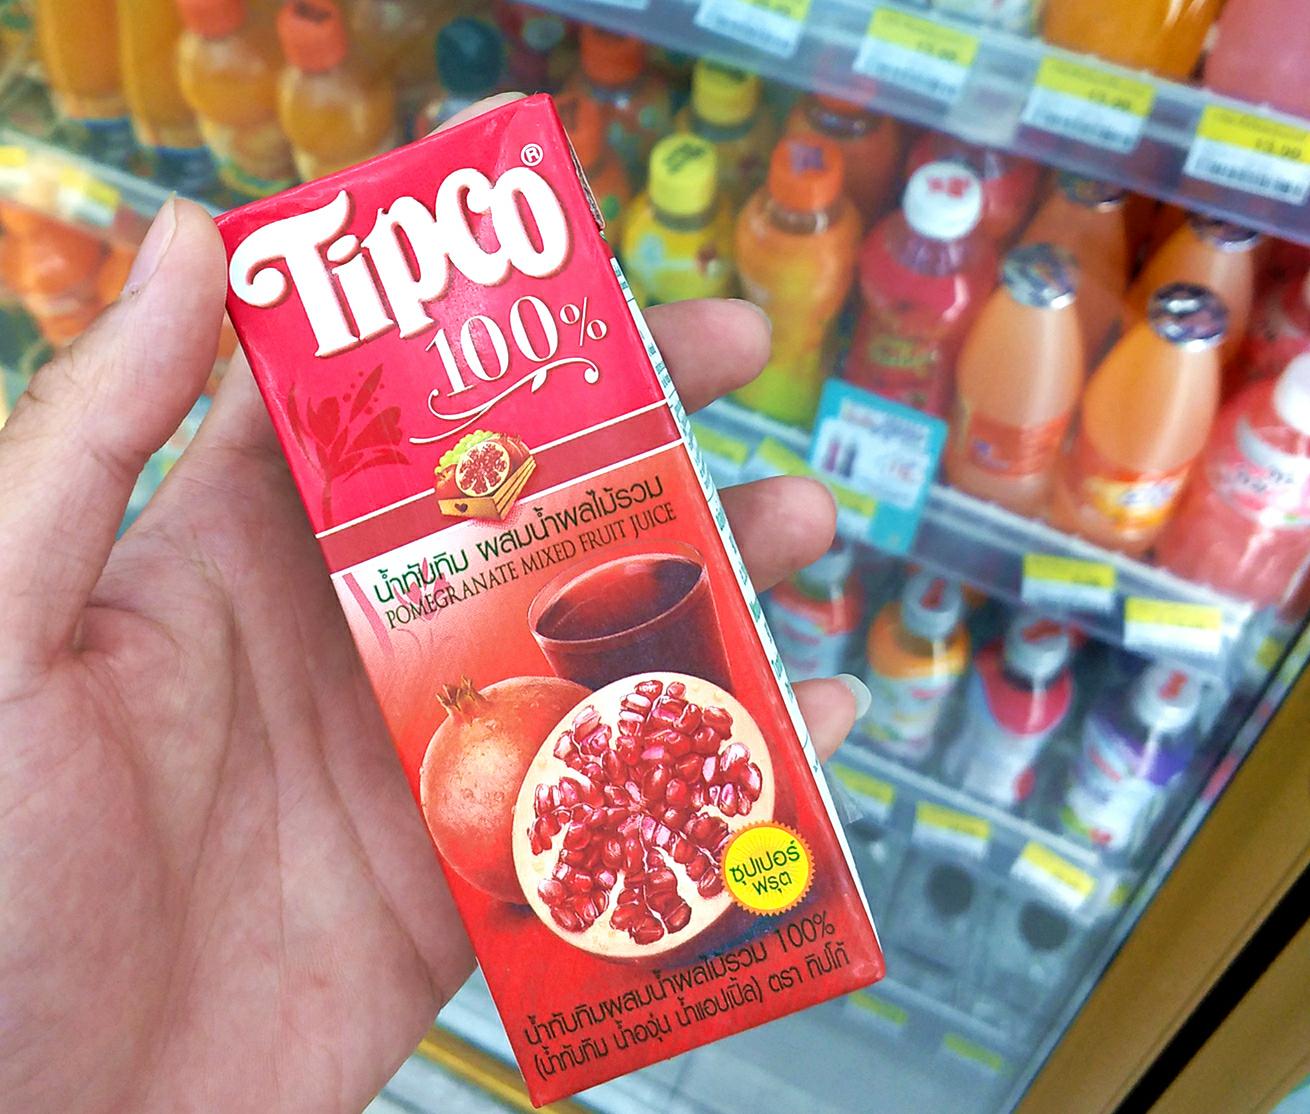 Tipco®
100%
น้ำทับทิม ผสมน้ำผลไม้รวม
POMEGRANATE MIXED FRUIT JUICE
ซุปเปอร์
ฟรุต
น้ำทับทิมผสมน้ำผลไม้รวม 100%
(น้ำทับทิม น้ำองุ่น น้ำแอปเปิ้ล) ตรา ทิปโก้